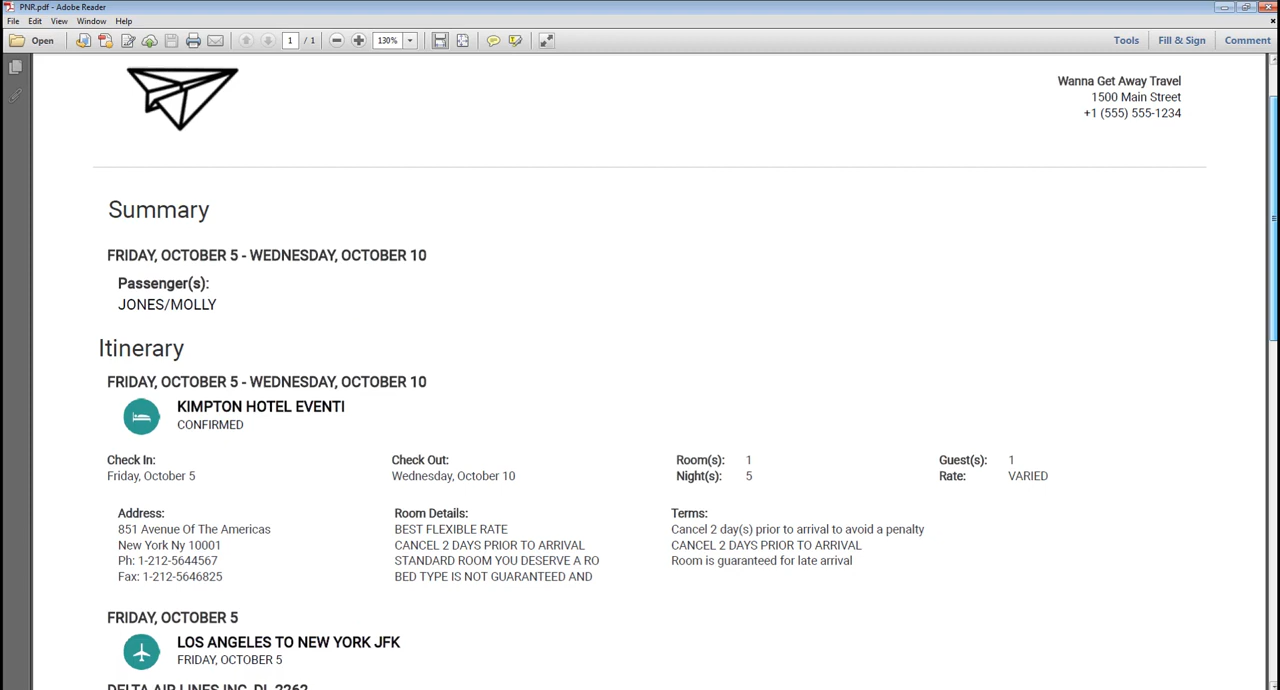 PNR.pdf - Adobe Reader
File Edit View Window Help
Open 1 / 1 130% Tools Fill & Sign Comment
Wanna Get Away Travel
1500 Main Street
+1 (555) 555-1234
Summary
FRIDAY, OCTOBER 5 - WEDNESDAY, OCTOBER 10
Passenger(s):
JONES/MOLLY
Itinerary
FRIDAY, OCTOBER 5 - WEDNESDAY, OCTOBER 10
KIMPTON HOTEL EVENTI
CONFIRMED
Check In: Check Out: Room(s): 1 Guest(s): 1
Friday, October 5 Wednesday, October 10 Night(s): 5 Rate: VARIED
Address: Room Details: Terms:
851 Avenue Of The Americas BEST FLEXIBLE RATE Cancel 2 day(s) prior to arrival to avoid a penalty
New York Ny 10001 CANCEL 2 DAYS PRIOR TO ARRIVAL CANCEL 2 DAYS PRIOR TO ARRIVAL
Ph: 1-212-5644567 STANDARD ROOM YOU DESERVE A RO Room is guaranteed for late arrival
Fax: 1-212-5646825 BED TYPE IS NOT GUARANTEED AND
FRIDAY, OCTOBER 5
LOS ANGELES TO NEW YORK JFK
FRIDAY, OCTOBER 5
DELTA AIR LINES INC, DL 2262